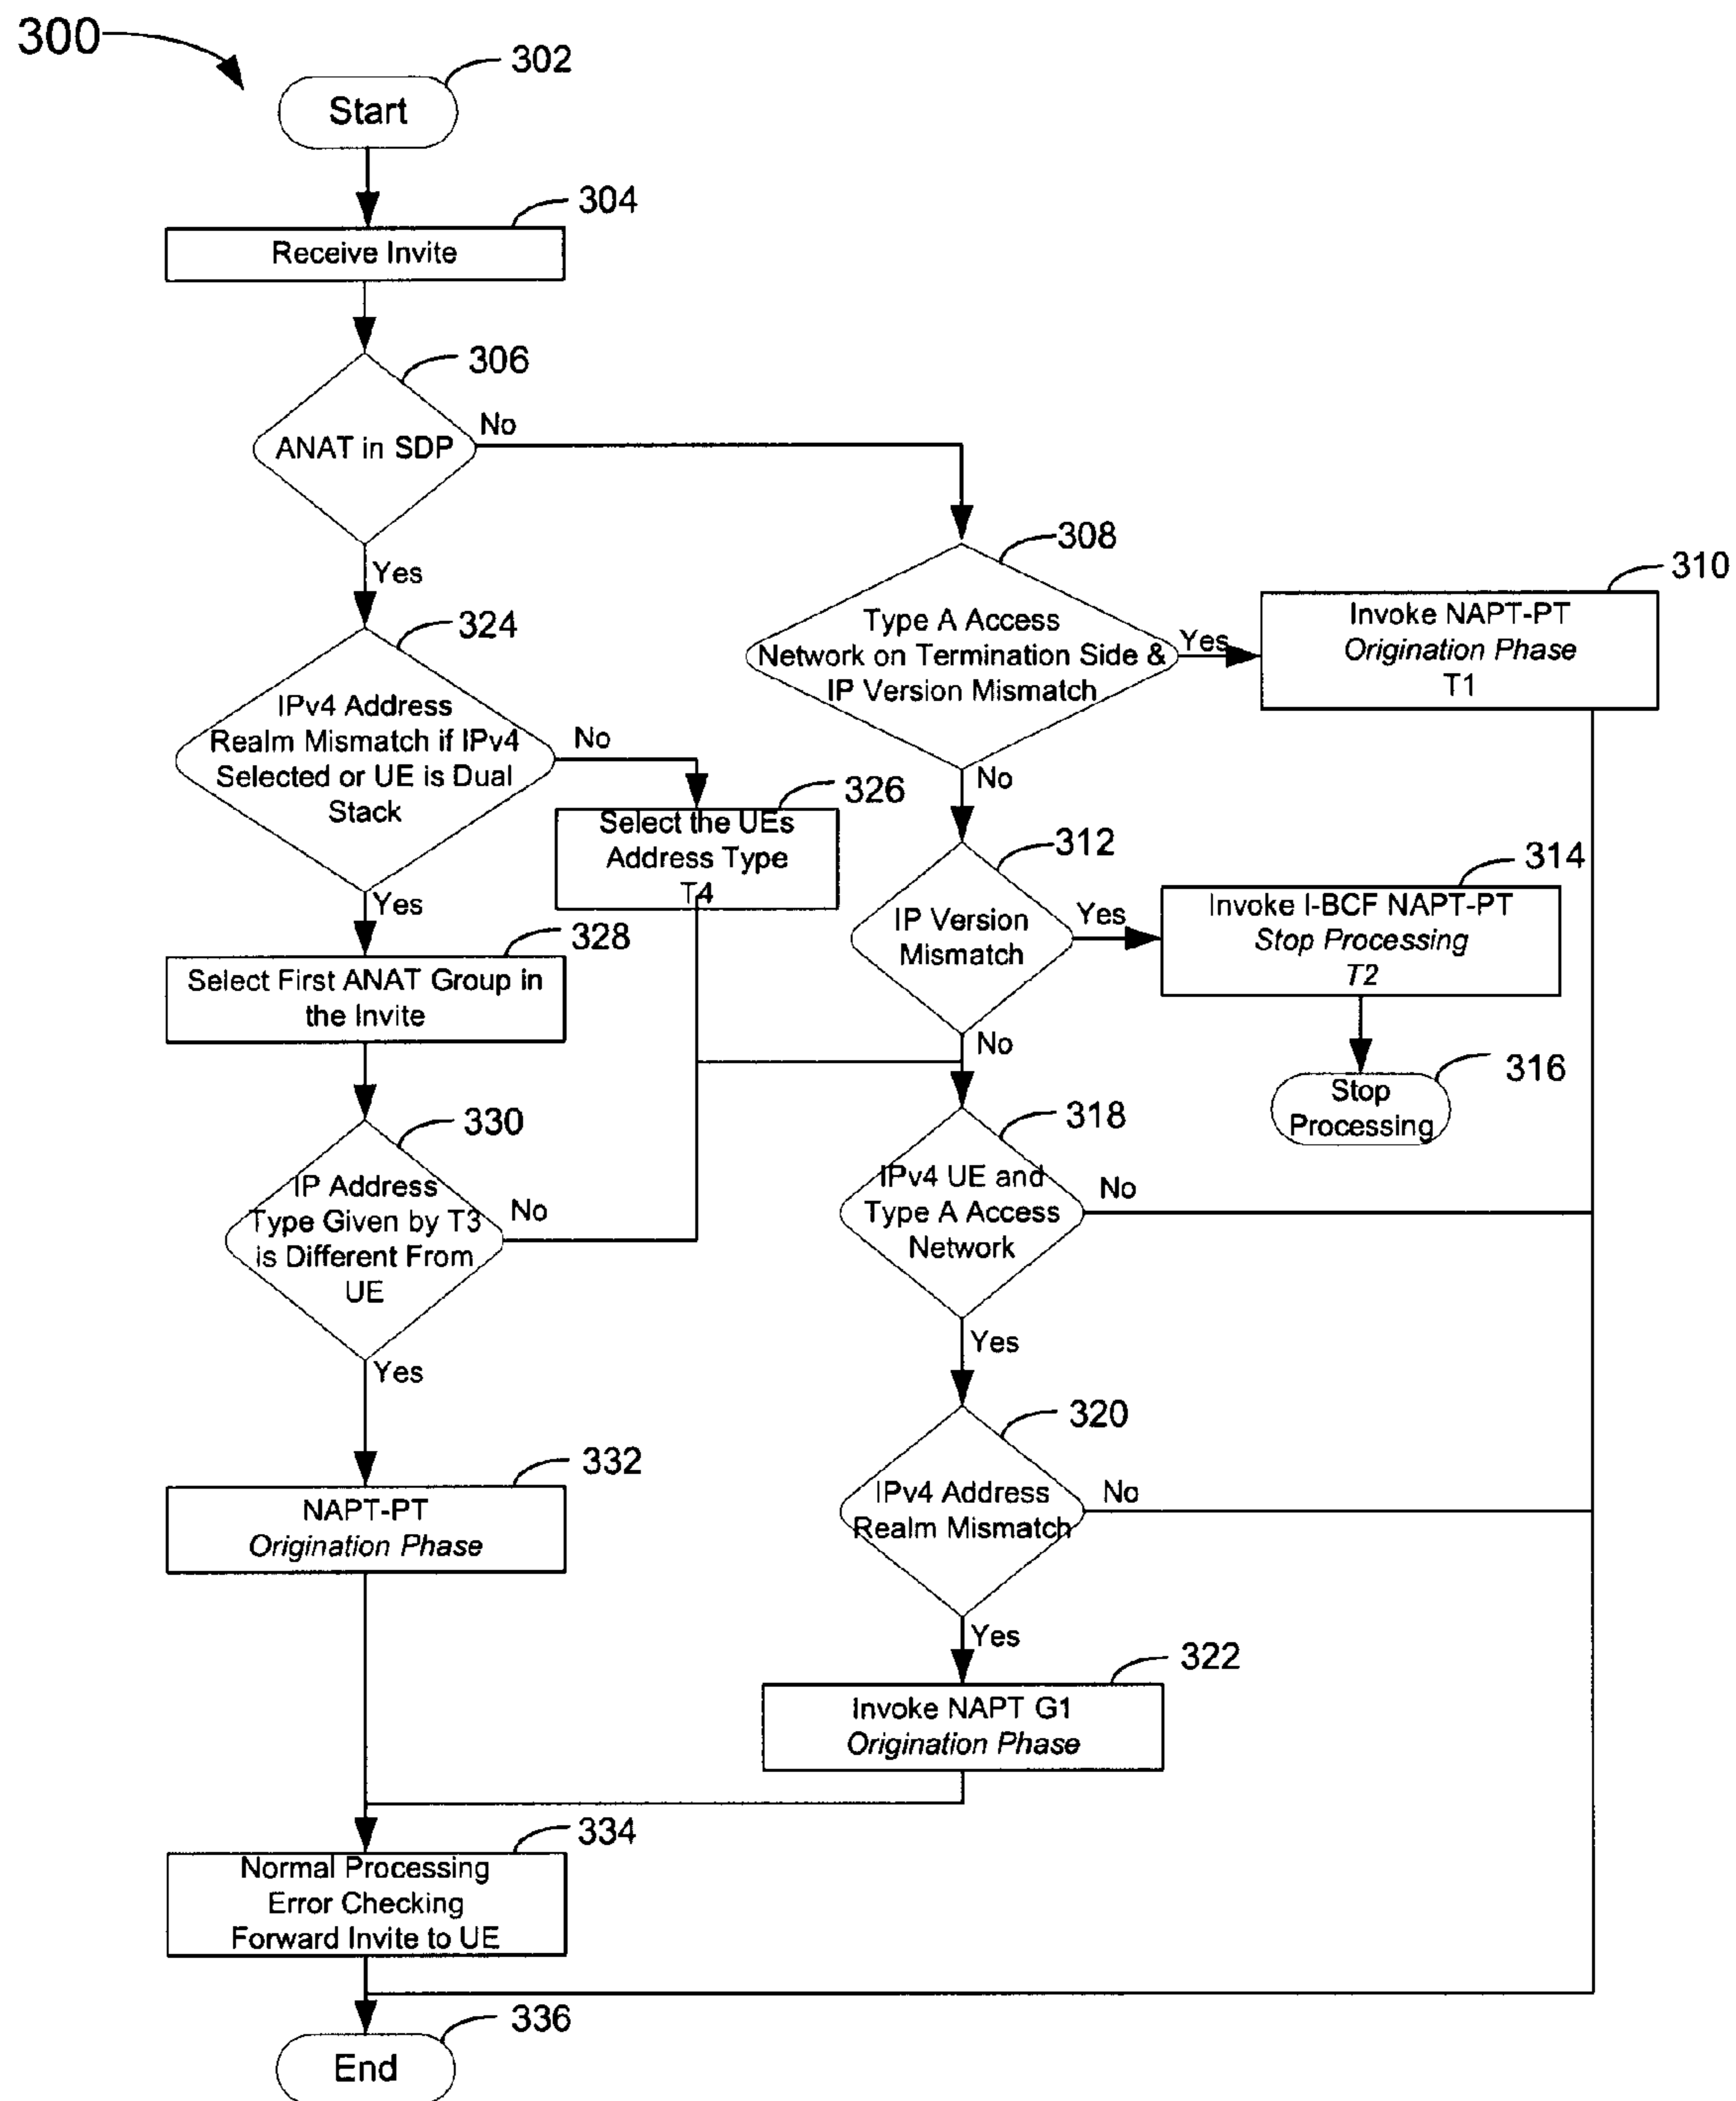 300
302
Start
304
Receive Invite
306
ANAT in SDP
No
Yes
308
Type A Access
Network on Termination Side &
IP Version Mismatch
Yes
No
310
Invoke NAPT-PT
Origination Phase
T1
324
IPv4 Address
Realm Mismatch if IPv4
Selected or UE is Dual
Stack
No
Yes
326
Select the UEs
Address Type
T4
312
IP Version
Mismatch
Yes
No
314
Invoke I-BCF NAPT-PT
Stop Processing
T2
316
Stop
Processing
328
Select First ANAT Group in
the Invite
330
IP Address
Type Given by T3
is Different From
UE
No
Yes
318
IPv4 UE and
Type A Access
Network
No
Yes
320
IPv4 Address
Realm Mismatch
No
Yes
332
NAPT-PT
Origination Phase
322
Invoke NAPT G1
Origination Phase
334
Normal Processing
Error Checking
Forward Invite to UE
336
End